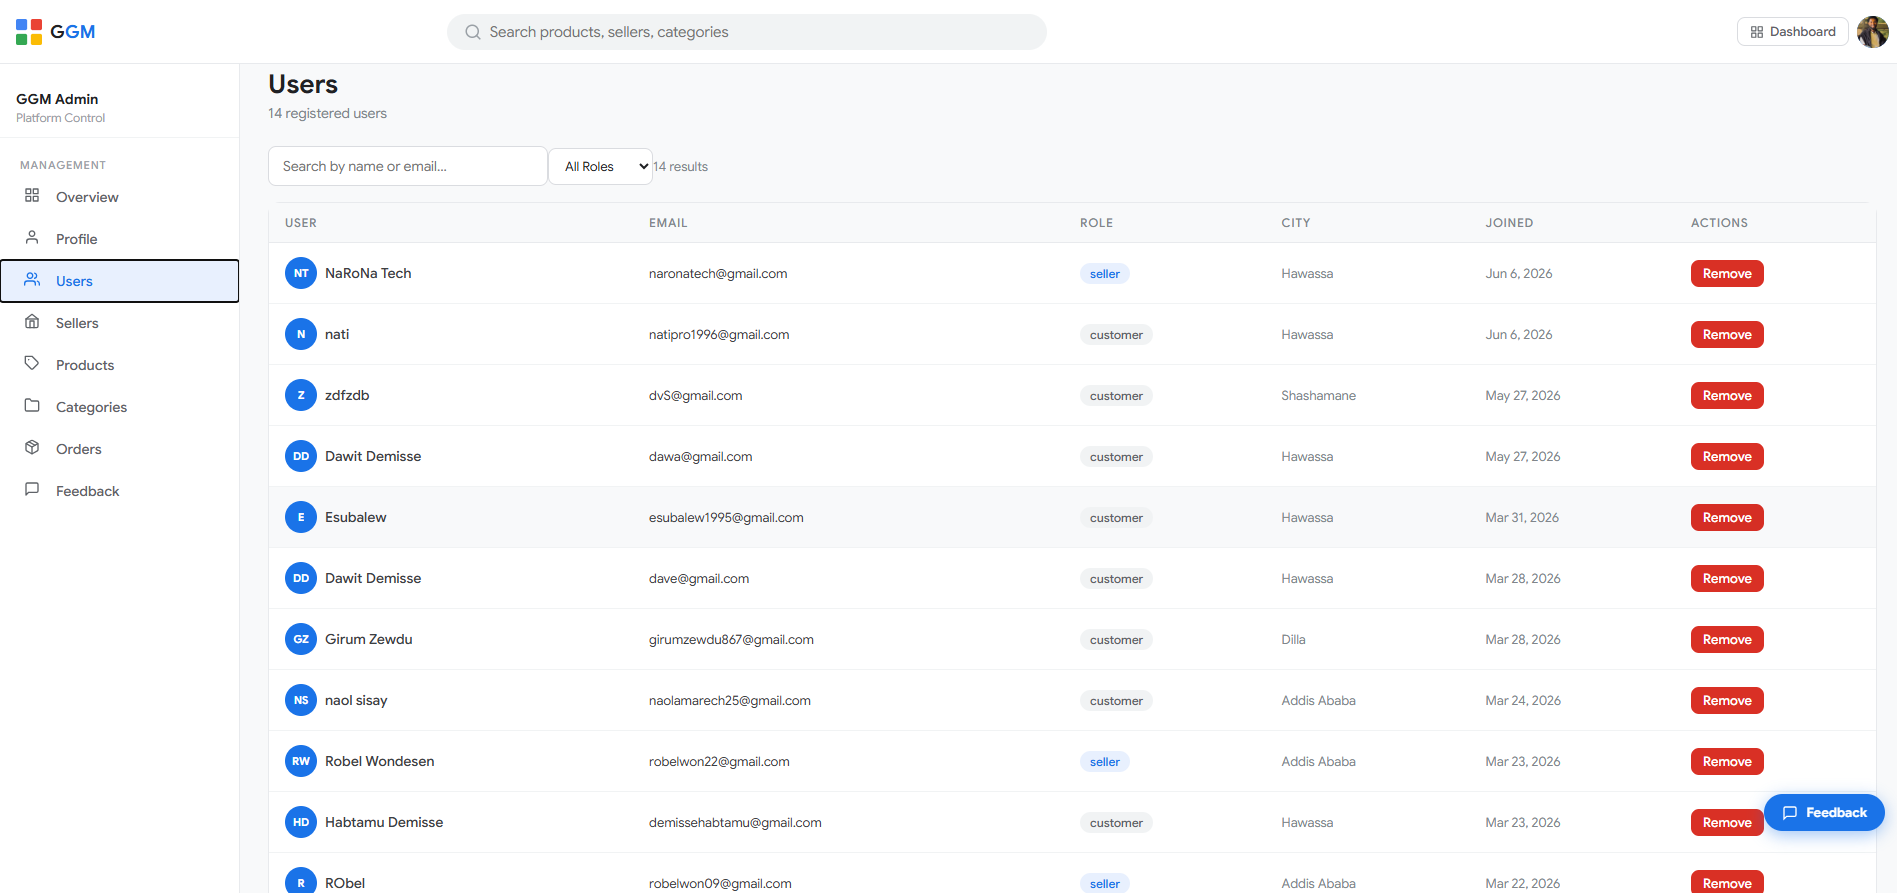 GGM
Search products, sellers, categories
Dashboard
GGM Admin
Platform Control
MANAGEMENT
Overview
Profile
Users
Sellers
Products
Categories
Orders
Feedback
Users
14 registered users
Search by name or email...
All Roles
14 results
USER EMAIL ROLE CITY JOINED ACTIONS
NT NaRoNa Tech naronatech@gmail.com seller Hawassa Jun 6, 2026 Remove
N nati natipro1996@gmail.com customer Hawassa Jun 6, 2026 Remove
Z zdfzdb dvS@gmail.com customer Shashamane May 27, 2026 Remove
DD Dawit Demisse dawa@gmail.com customer Hawassa May 27, 2026 Remove
E Esubalew esubalew1995@gmail.com customer Hawassa Mar 31, 2026 Remove
DD Dawit Demisse dave@gmail.com customer Hawassa Mar 28, 2026 Remove
GZ Girum Zewdu girumzewdu867@gmail.com customer Dilla Mar 28, 2026 Remove
NS naol sisay naolamarech25@gmail.com customer Addis Ababa Mar 24, 2026 Remove
RW Robel Wondesen robelwon22@gmail.com seller Addis Ababa Mar 23, 2026 Remove
HD Habtamu Demisse demissehabtamu@gmail.com customer Hawassa Mar 23, 2026 Remove
Feedback
R RObel robelwon09@gmail.com seller Addis Ababa Mar 22, 2026 Remove